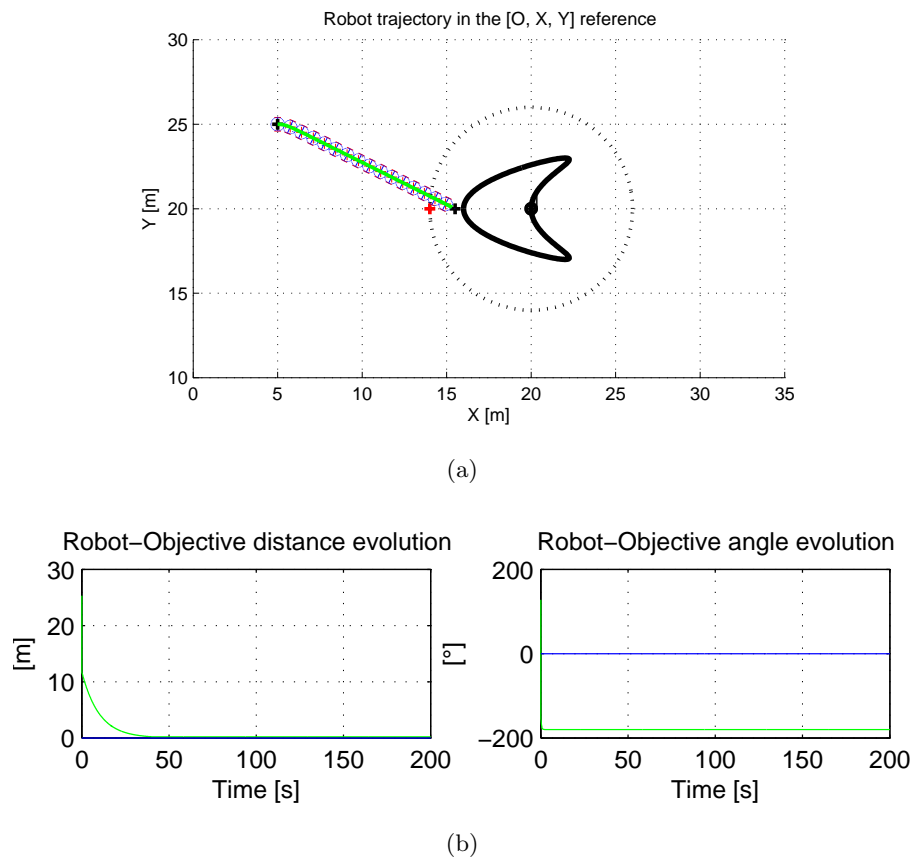 Robot trajectory in the [O, X, Y] reference
30
25
20
15
10
Y [m]
0 5 10 15 20 25 30 35
X [m]
(a)
Robot−Objective distance evolution
30
20
10
0
[m]
0 50 100 150 200
Time [s]
Robot−Objective angle evolution
200
0
−200
[°]
0 50 100 150 200
Time [s]
(b)